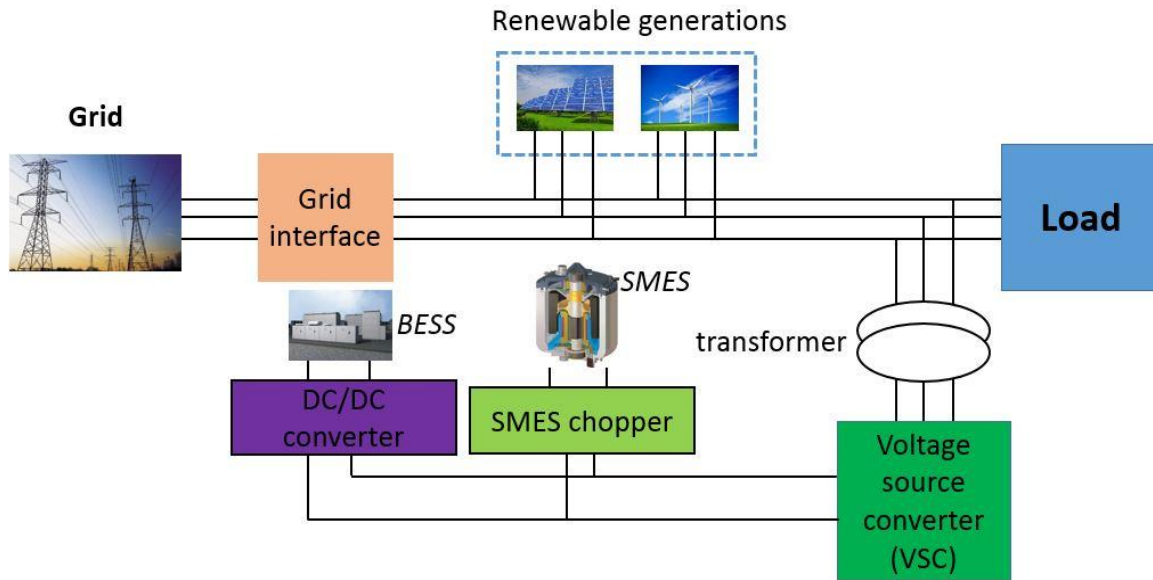 Renewable generations
Grid
Grid
interface
Load
SMES
BESS
transformer
DC/DC
converter
SMES chopper
Voltage
source
converter
(VSC)